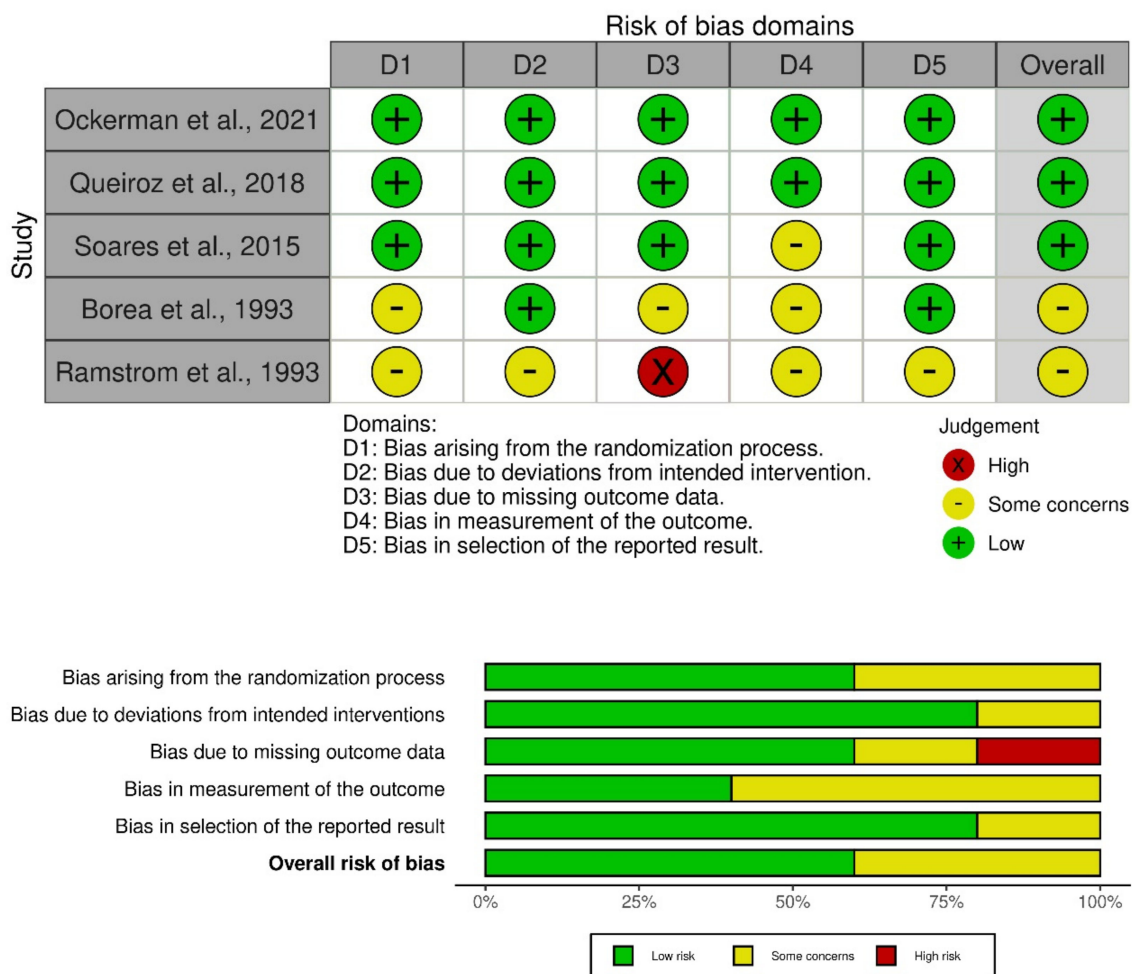 Risk of bias domains
D1 D2 D3 D4 D5 Overall
Study
Ockerman et al., 2021 + + + + + +
Queiroz et al., 2018 + + + + + +
Soares et al., 2015 + + + - + +
Borea et al., 1993 - + - - + -
Ramstrom et al., 1993 - - X - - -
Domains:
D1: Bias arising from the randomization process.
D2: Bias due to deviations from intended intervention.
D3: Bias due to missing outcome data.
D4: Bias in measurement of the outcome.
D5: Bias in selection of the reported result.
Judgement
X High
- Some concerns
+ Low
Bias arising from the randomization process
Bias due to deviations from intended interventions
Bias due to missing outcome data
Bias in measurement of the outcome
Bias in selection of the reported result
Overall risk of bias
0% 25% 50% 75% 100%
Low risk Some concerns High risk